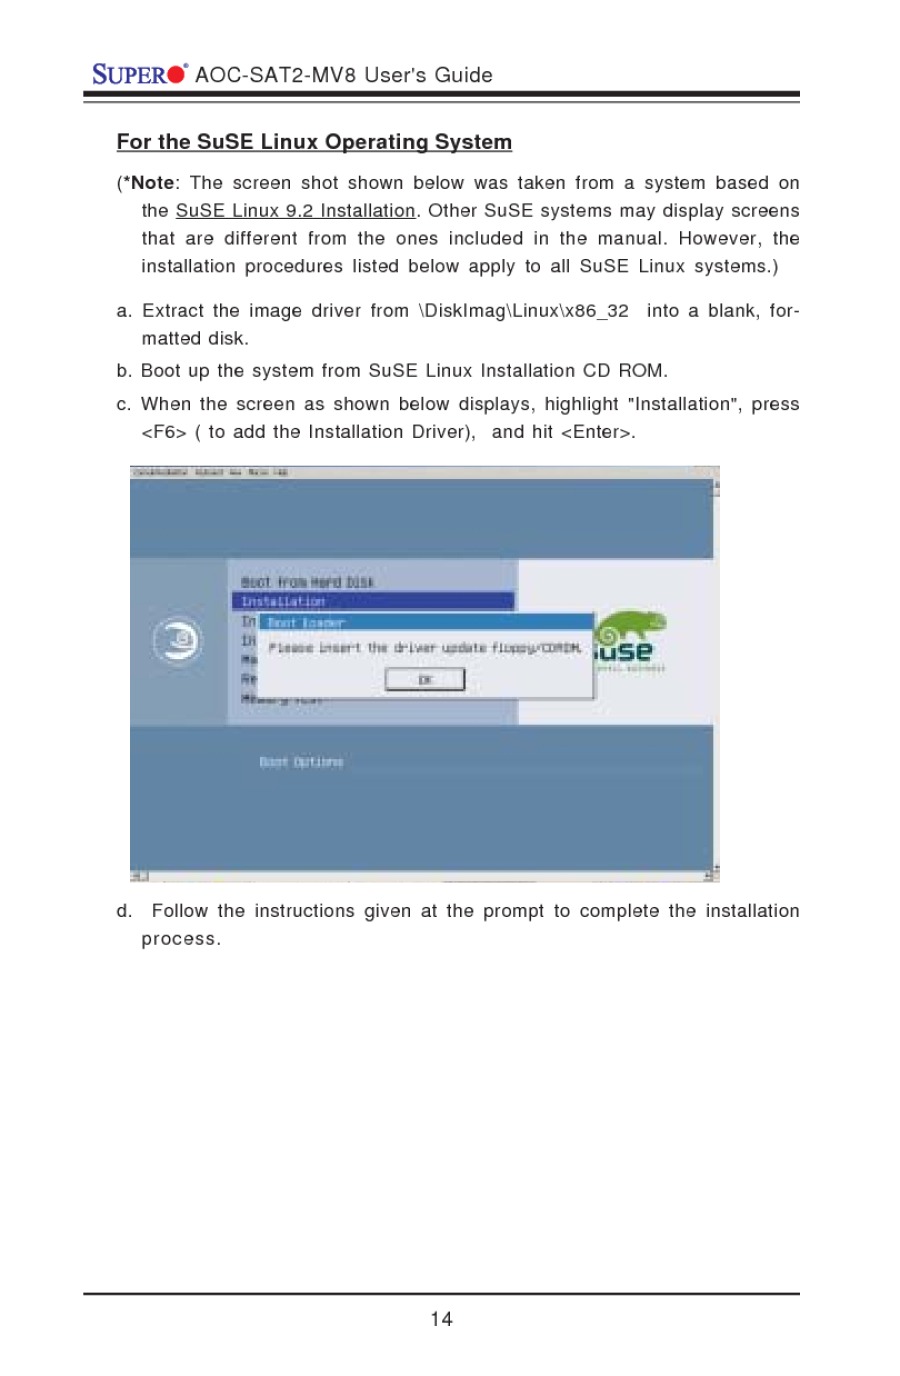 SUPER® AOC-SAT2-MV8 User's Guide
For the SuSE Linux Operating System
(*Note: The screen shot shown below was taken from a system based on
the SuSE Linux 9.2 Installation. Other SuSE systems may display screens
that are different from the ones included in the manual. However, the
installation procedures listed below apply to all SuSE Linux systems.)
a. Extract the image driver from \DiskImag\Linux\x86_32 into a blank, for-
matted disk.
b. Boot up the system from SuSE Linux Installation CD ROM.
c. When the screen as shown below displays, highlight "Installation", press
<F6> ( to add the Installation Driver), and hit <Enter>.
Boot from Hard Disk
Installation
In
Boot loader
Please insert the driver update floppy/CDROM.
Ma
Re
OK
Memory Test
suse
Boot Options
d. Follow the instructions given at the prompt to complete the installation
process.
14